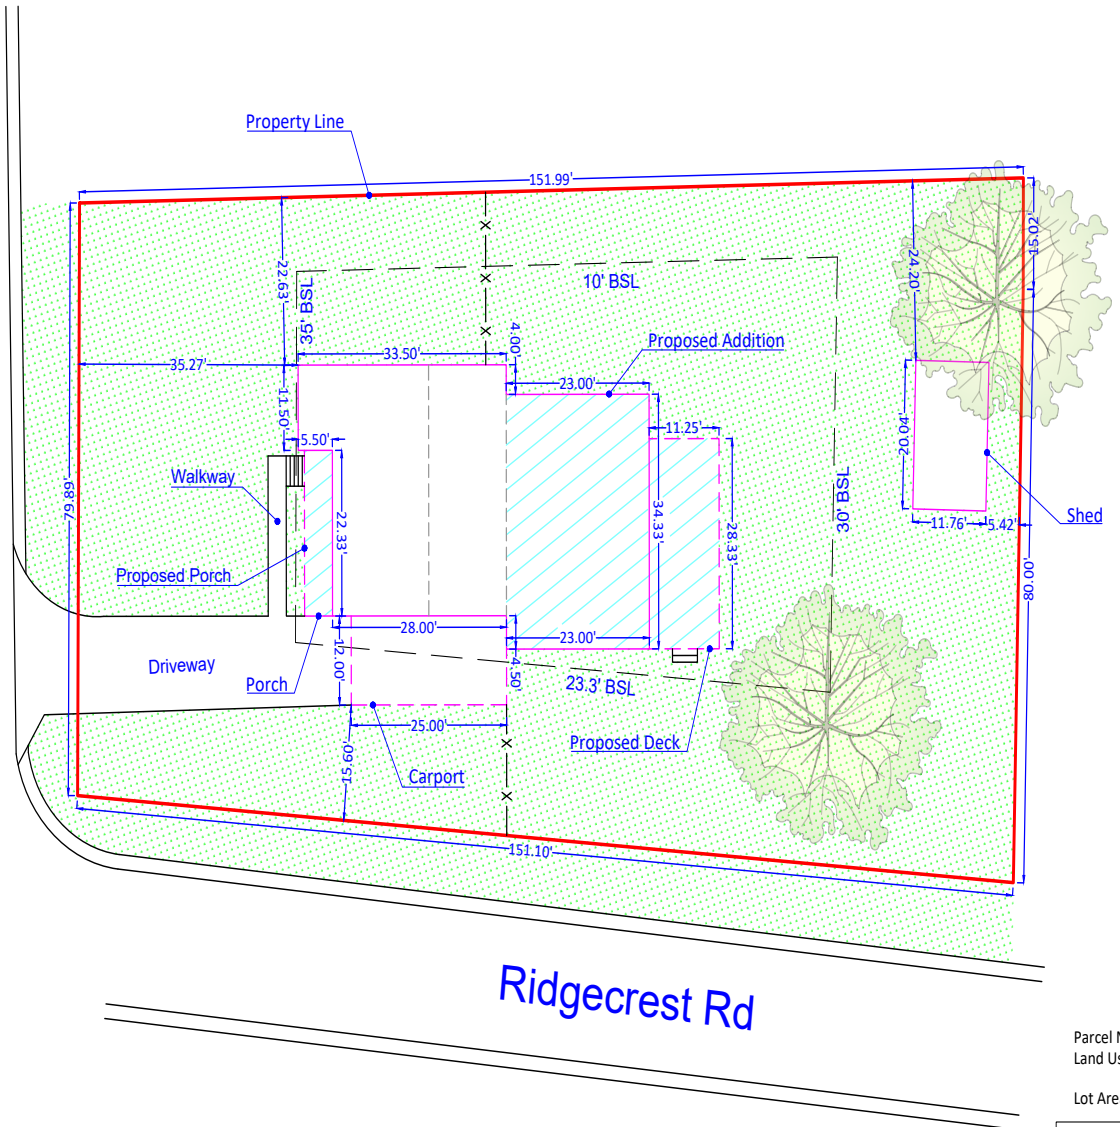 Property Line
151.99'
15.02'
22.63'
35' BSL
10' BSL
24.20'
4.00'
33.50'
Proposed Addition
35.27'
23.00'
11.50'
5.50'
11.25'
20.04'
Walkway
79.89'
22.33'
34.33'
28.33'
30' BSL
11.76'
5.42'
Shed
Proposed Porch
80.00'
28.00'
23.00'
12.00'
4.50'
Driveway
Porch
23.3' BSL
25.00'
Proposed Deck
15.60'
Carport
151.10'
Ridgecrest Rd
Parcel
Land Us
Lot Are